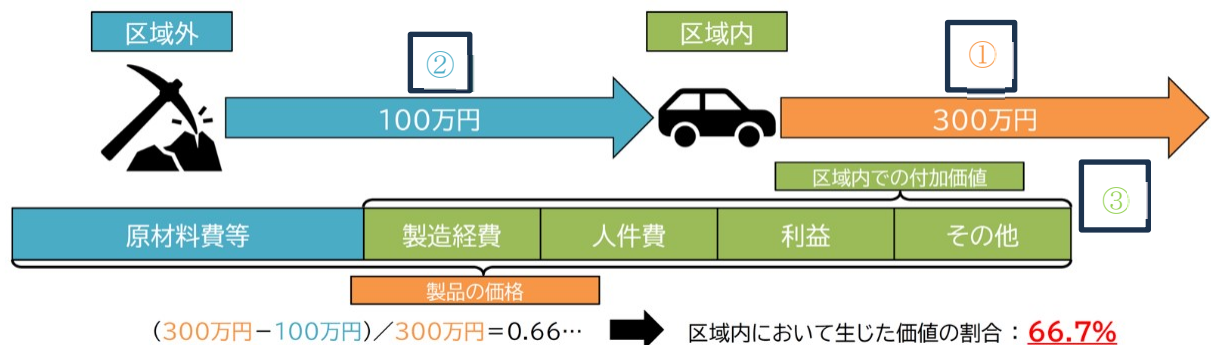 区域外
②
区域内
①
100万円
300万円
区域内での付加価値
③
原材料費等
製造経費
人件費
利益
その他
製品の価格
(300万円-100万円)/300万円=0.66…
区域内において生じた価値の割合:66.7%